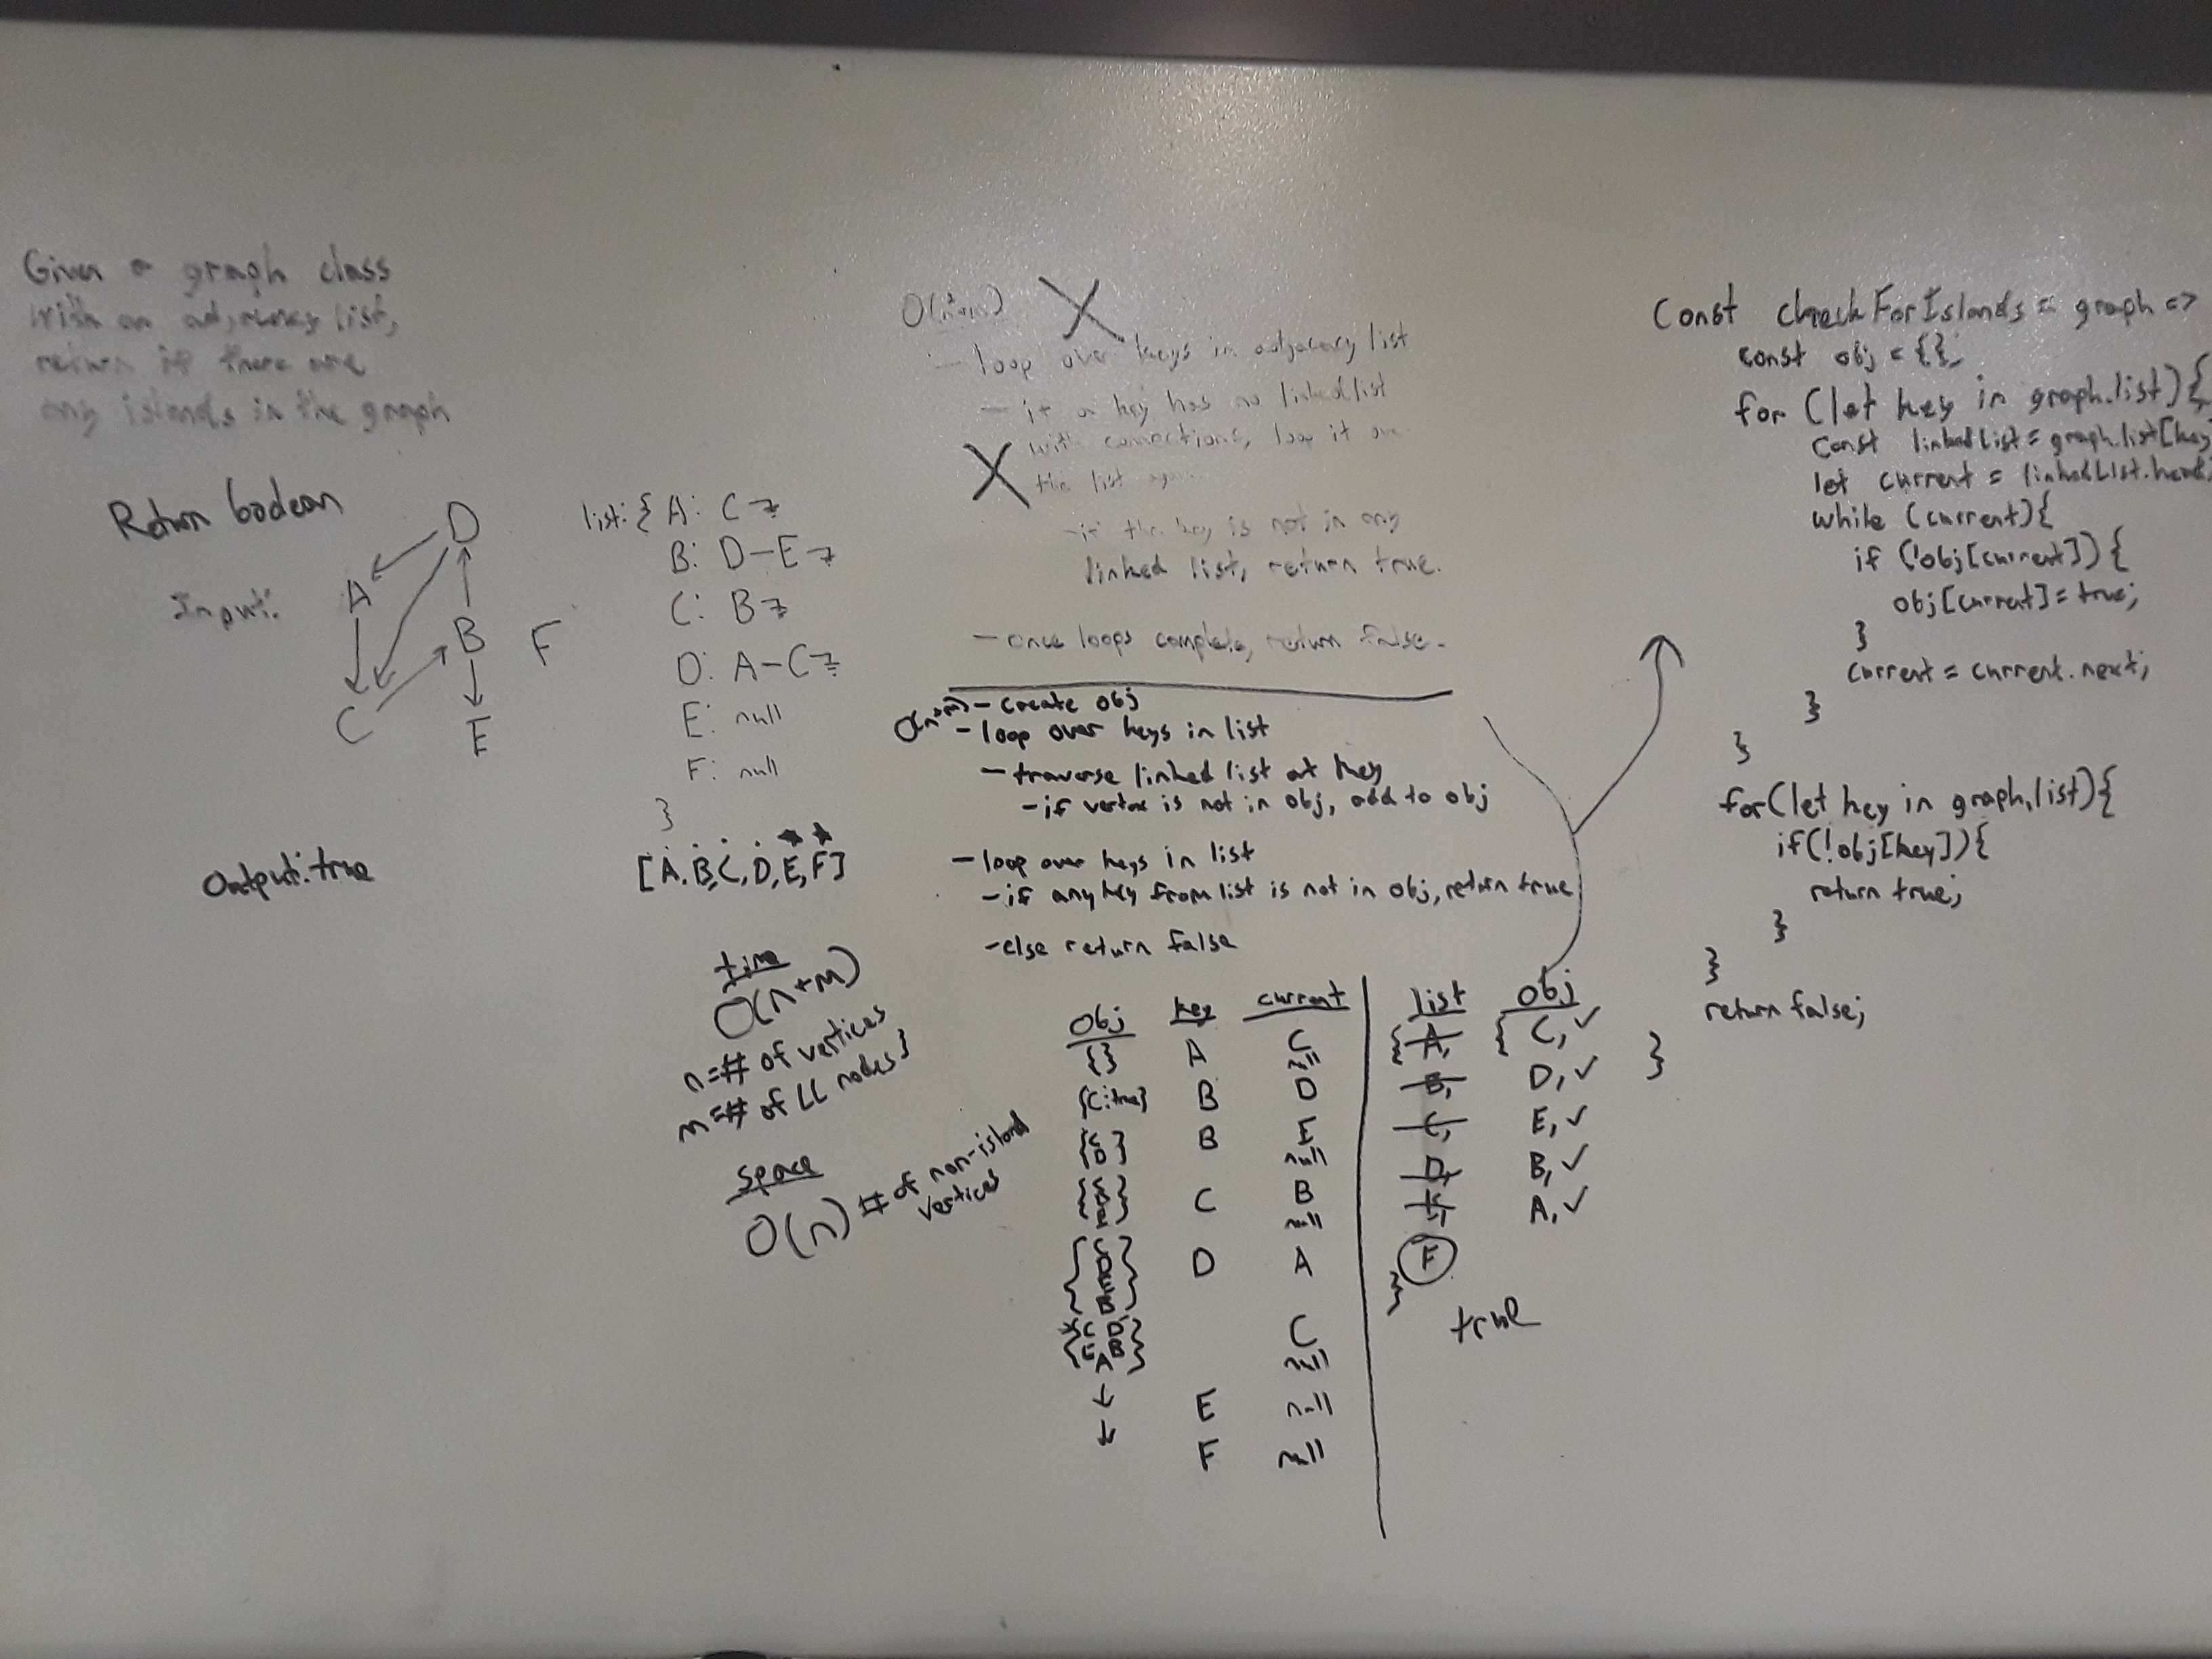 Given a graph class
with an adjacency list,
return if there are
any islands in the graph
Return boolean
Input:
D
A
B
F
C
E
Output: true
list: { A: C
B: D-E
C: B
D: A-C
E: null
F: null
}
[A, B, C, D, E, F]
time
O(n+m)
n=# of vertices
m=# of LL nodes
space
O(n) # of non-island
vertices
- loop over keys in adjacency list
- if a key has no linked list
with connections, loop it
the list
- if the key is not in any
linked list, return true.
- once loops complete, return false.
O(n+m) - create obj
- loop over keys in list
- traverse linked list at key
- if vertex is not in obj, add to obj
- loop over keys in list
- if any key from list is not in obj, return true
- else return false
Obj key current
{} A C
null
{C:true} B D
{C D} B E
null
C B
null
{C D E B} D A
{C D E B A} C
null
↓ E null
↓ F null
list obj
{ A, { C, ✓
B, D, ✓
C, E, ✓
D, B, ✓
E, A, ✓
F
}
true
Const checkForIslands = graph =>
const obj = {};
for (let key in graph.list){
const linkedList = graph.list[key
let current = linkedList.head;
while (current){
if (!obj[current]){
obj[current]=true;
}
current = current.next;
}
}
for(let key in graph.list){
if(!obj[key]){
return true;
}
}
return false;
}